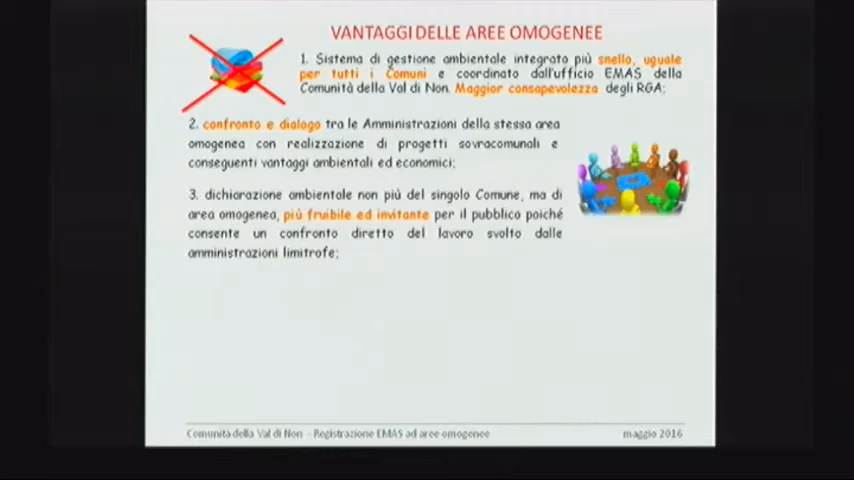 VANTAGGI DELLE AREE OMOGENEE
1. Sistema di gestione ambientale integrato più snello, uguale
per tutti i Comuni e coordinato dall'ufficio EMAS della
Comunità della Val di Non. Maggior consapevolezza degli RGA;
2. confronto e dialogo tra le Amministrazioni della stessa area
omogenea con realizzazione di progetti sovracomunali e
conseguenti vantaggi ambientali ed economici;
3. dichiarazione ambientale non più del singolo Comune, ma di
area omogenea, più fruibile ed invitante per il pubblico poiché
consente un confronto diretto del lavoro svolto dalle
amministrazioni limitrofe;
Comunità della Val di Non - Registrazione EMAS ad aree omogenee
maggio 2016